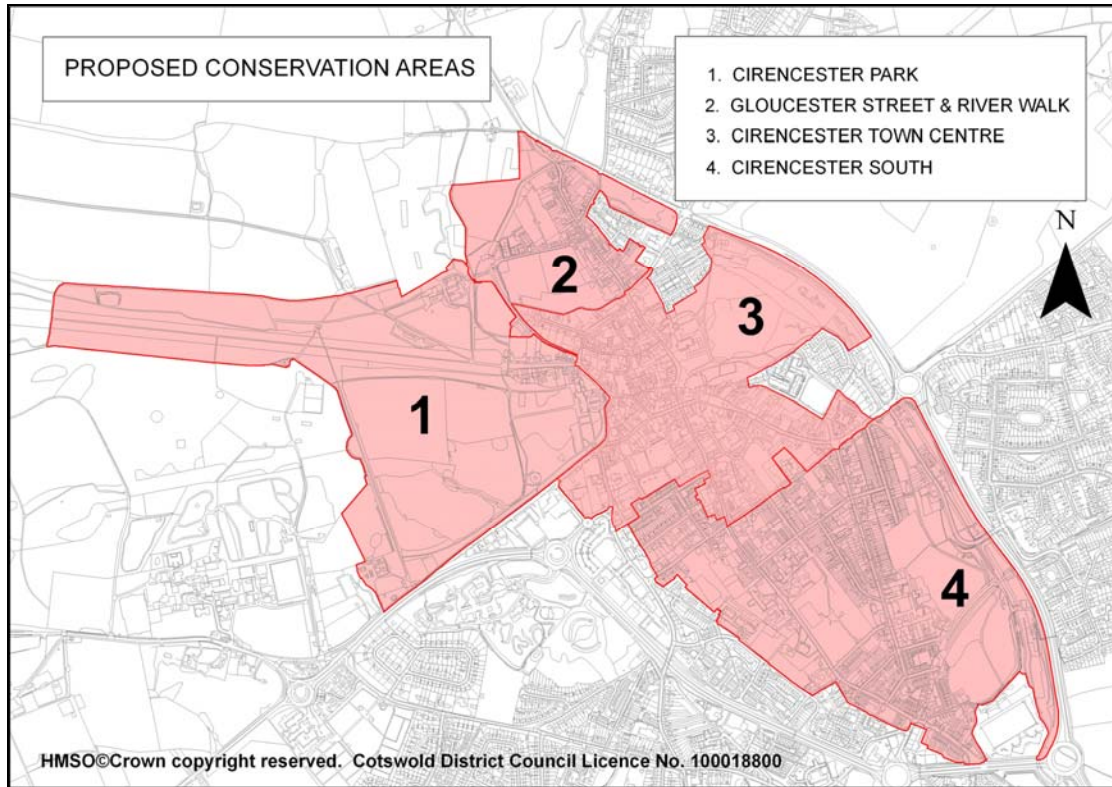 PROPOSED CONSERVATION AREAS
1. CIRENCESTER PARK
2. GLOUCESTER STREET & RIVER WALK
3. CIRENCESTER TOWN CENTRE
4. CIRENCESTER SOUTH
N
2
3
1
4
HMSO©Crown copyright reserved. Cotswold District Council Licence No. 100018800